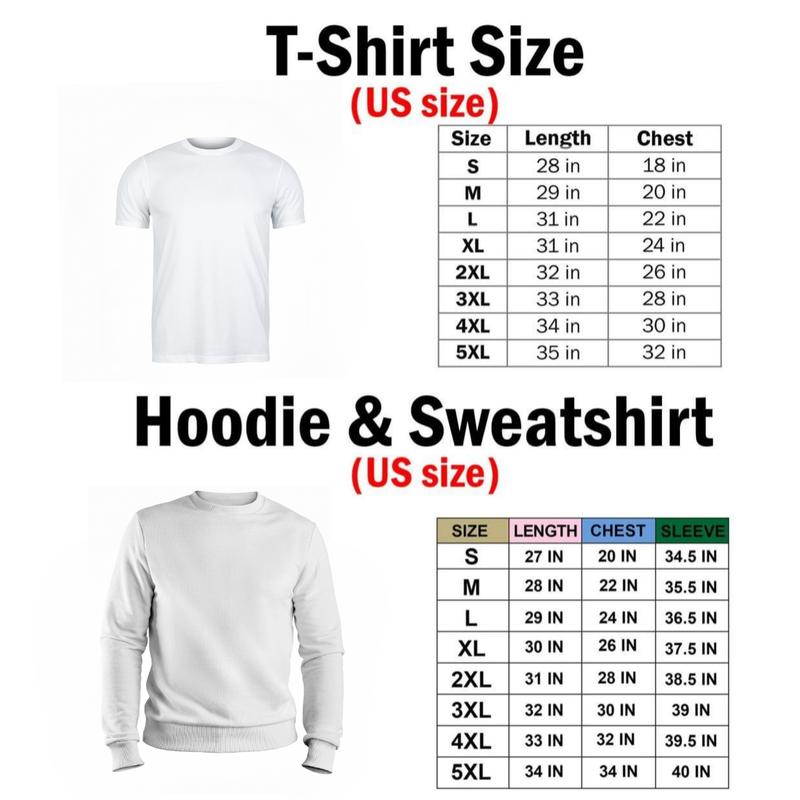 T-Shirt Size
(US size)
Size Length Chest
S 28 in 18 in
M 29 in 20 in
L 31 in 22 in
XL 31 in 24 in
2XL 32 in 26 in
3XL 33 in 28 in
4XL 34 in 30 in
5XL 35 in 32 in
Hoodie & Sweatshirt
(US size)
SIZE LENGTH CHEST SLEEVE
S 27 IN 20 IN 34.5 IN
M 28 IN 22 IN 35.5 IN
L 29 IN 24 IN 36.5 IN
XL 30 IN 26 IN 37.5 IN
2XL 31 IN 28 IN 38.5 IN
3XL 32 IN 30 IN 39 IN
4XL 33 IN 32 IN 39.5 IN
5XL 34 IN 34 IN 40 IN